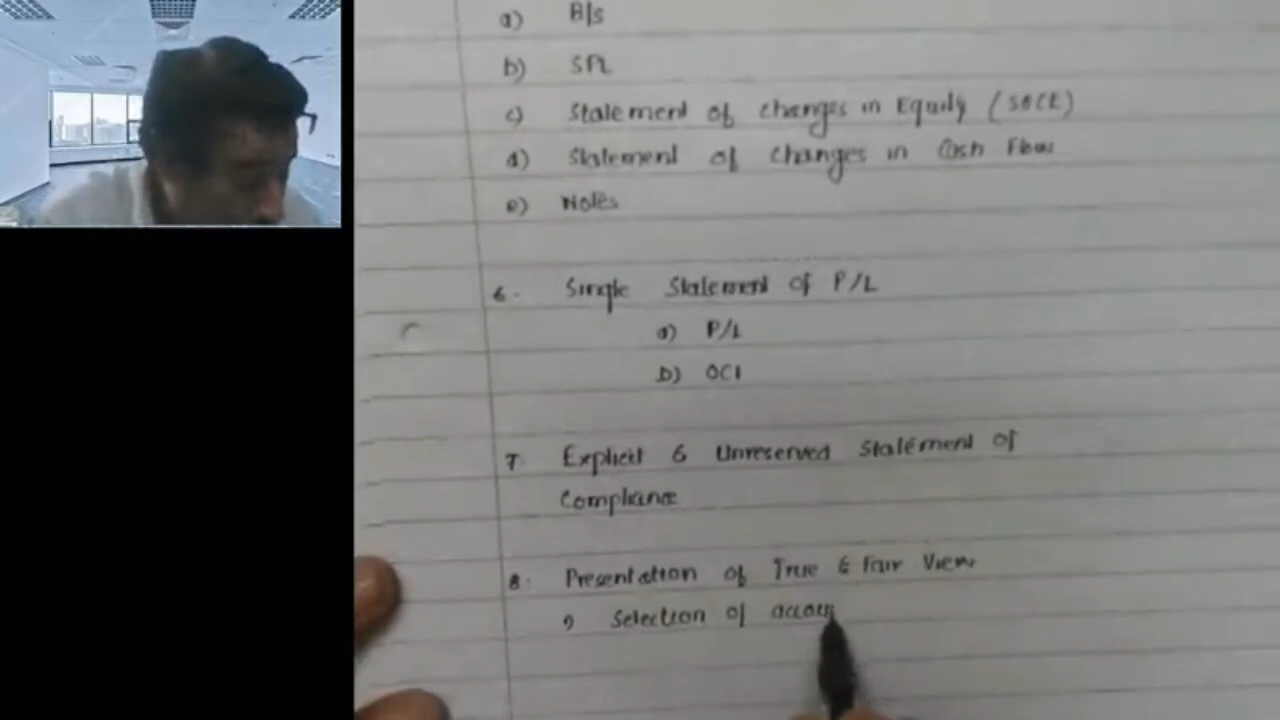 a) B/s
b) SPL
c) Statement of changes in Equity (SOCE)
d) Statement of changes in Cash Flow
e) Notes
6. Single Statement of P/L
a) P/L
b) OCI
7. Explicit & Unreserved Statement of
Compliance
8. Presentation of True & Fair View
i) Selection of accou